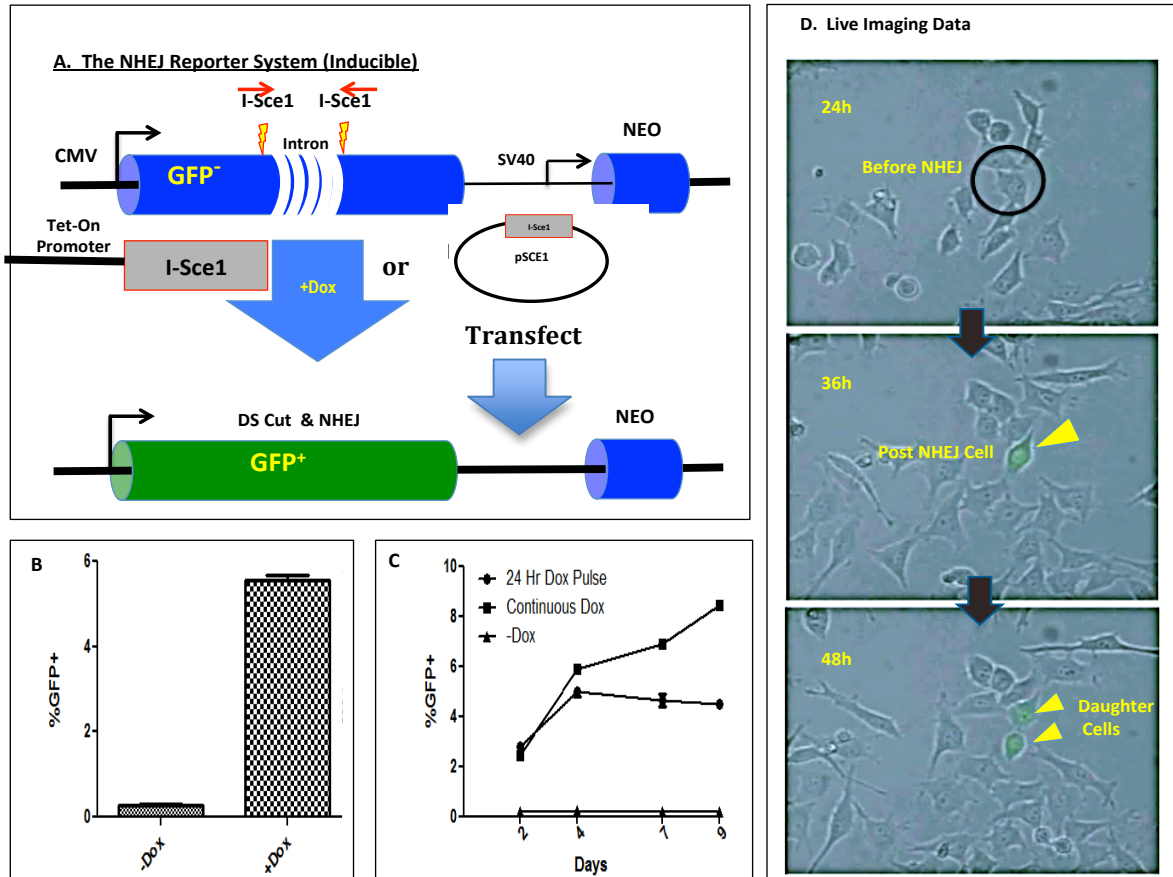 A. The NHEJ Reporter System (Inducible)
I-Sce1 I-Sce1
Intron
CMV
GFP-
SV40
NEO
Tet-On
Promoter
I-Sce1
+Dox
or
I-Sce1
pSCE1
Transfect
DS Cut & NHEJ
NEO
GFP+
B
%GFP+
6
4
2
0
-Dox
+Dox
C
%GFP+
10
8
6
4
2
0
24 Hr Dox Pulse
Continuous Dox
-Dox
2 4 7 9
Days
D. Live Imaging Data
24h
Before NHEJ
36h
Post NHEJ Cell
48h
Daughter
Cells